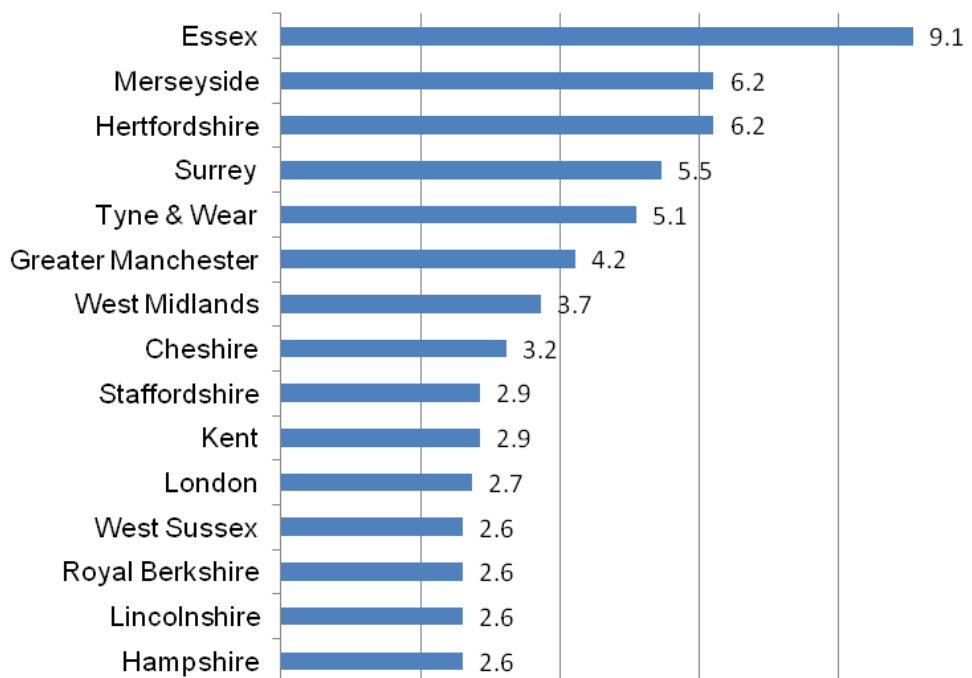 Essex 9.1
Merseyside 6.2
Hertfordshire 6.2
Surrey 5.5
Tyne & Wear 5.1
Greater Manchester 4.2
West Midlands 3.7
Cheshire 3.2
Staffordshire 2.9
Kent 2.9
London 2.7
West Sussex 2.6
Royal Berkshire 2.6
Lincolnshire 2.6
Hampshire 2.6